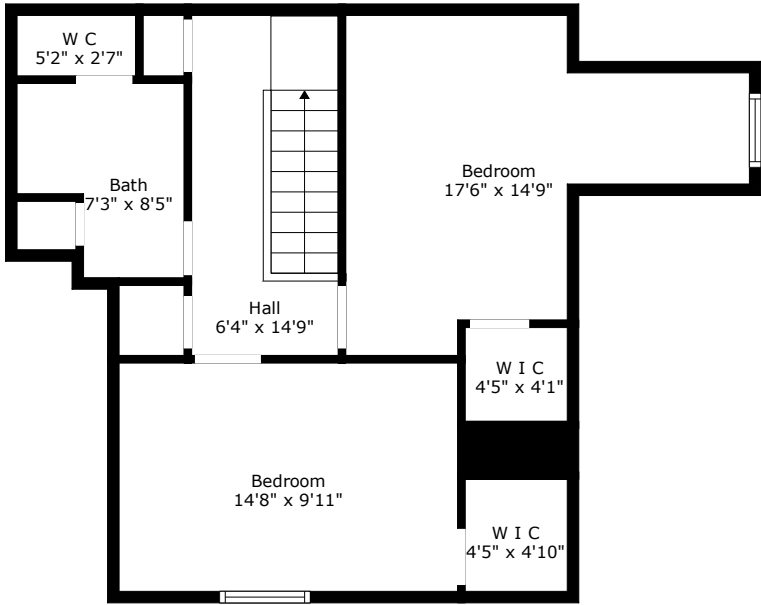 W C
5'2" x 2'7"
Bath
7'3" x 8'5"
Bedroom
17'6" x 14'9"
Hall
6'4" x 14'9"
W I C
4'5" x 4'1"
Bedroom
14'8" x 9'11"
W I C
4'5" x 4'10"